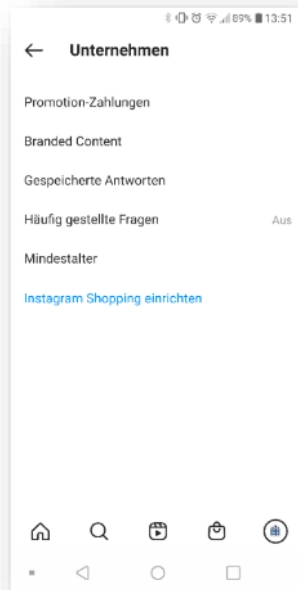 89% 13:51
Unternehmen
Promotion-Zahlungen
Branded Content
Gespeicherte Antworten
Häufig gestellte Fragen Aus
Mindestalter
Instagram Shopping einrichten